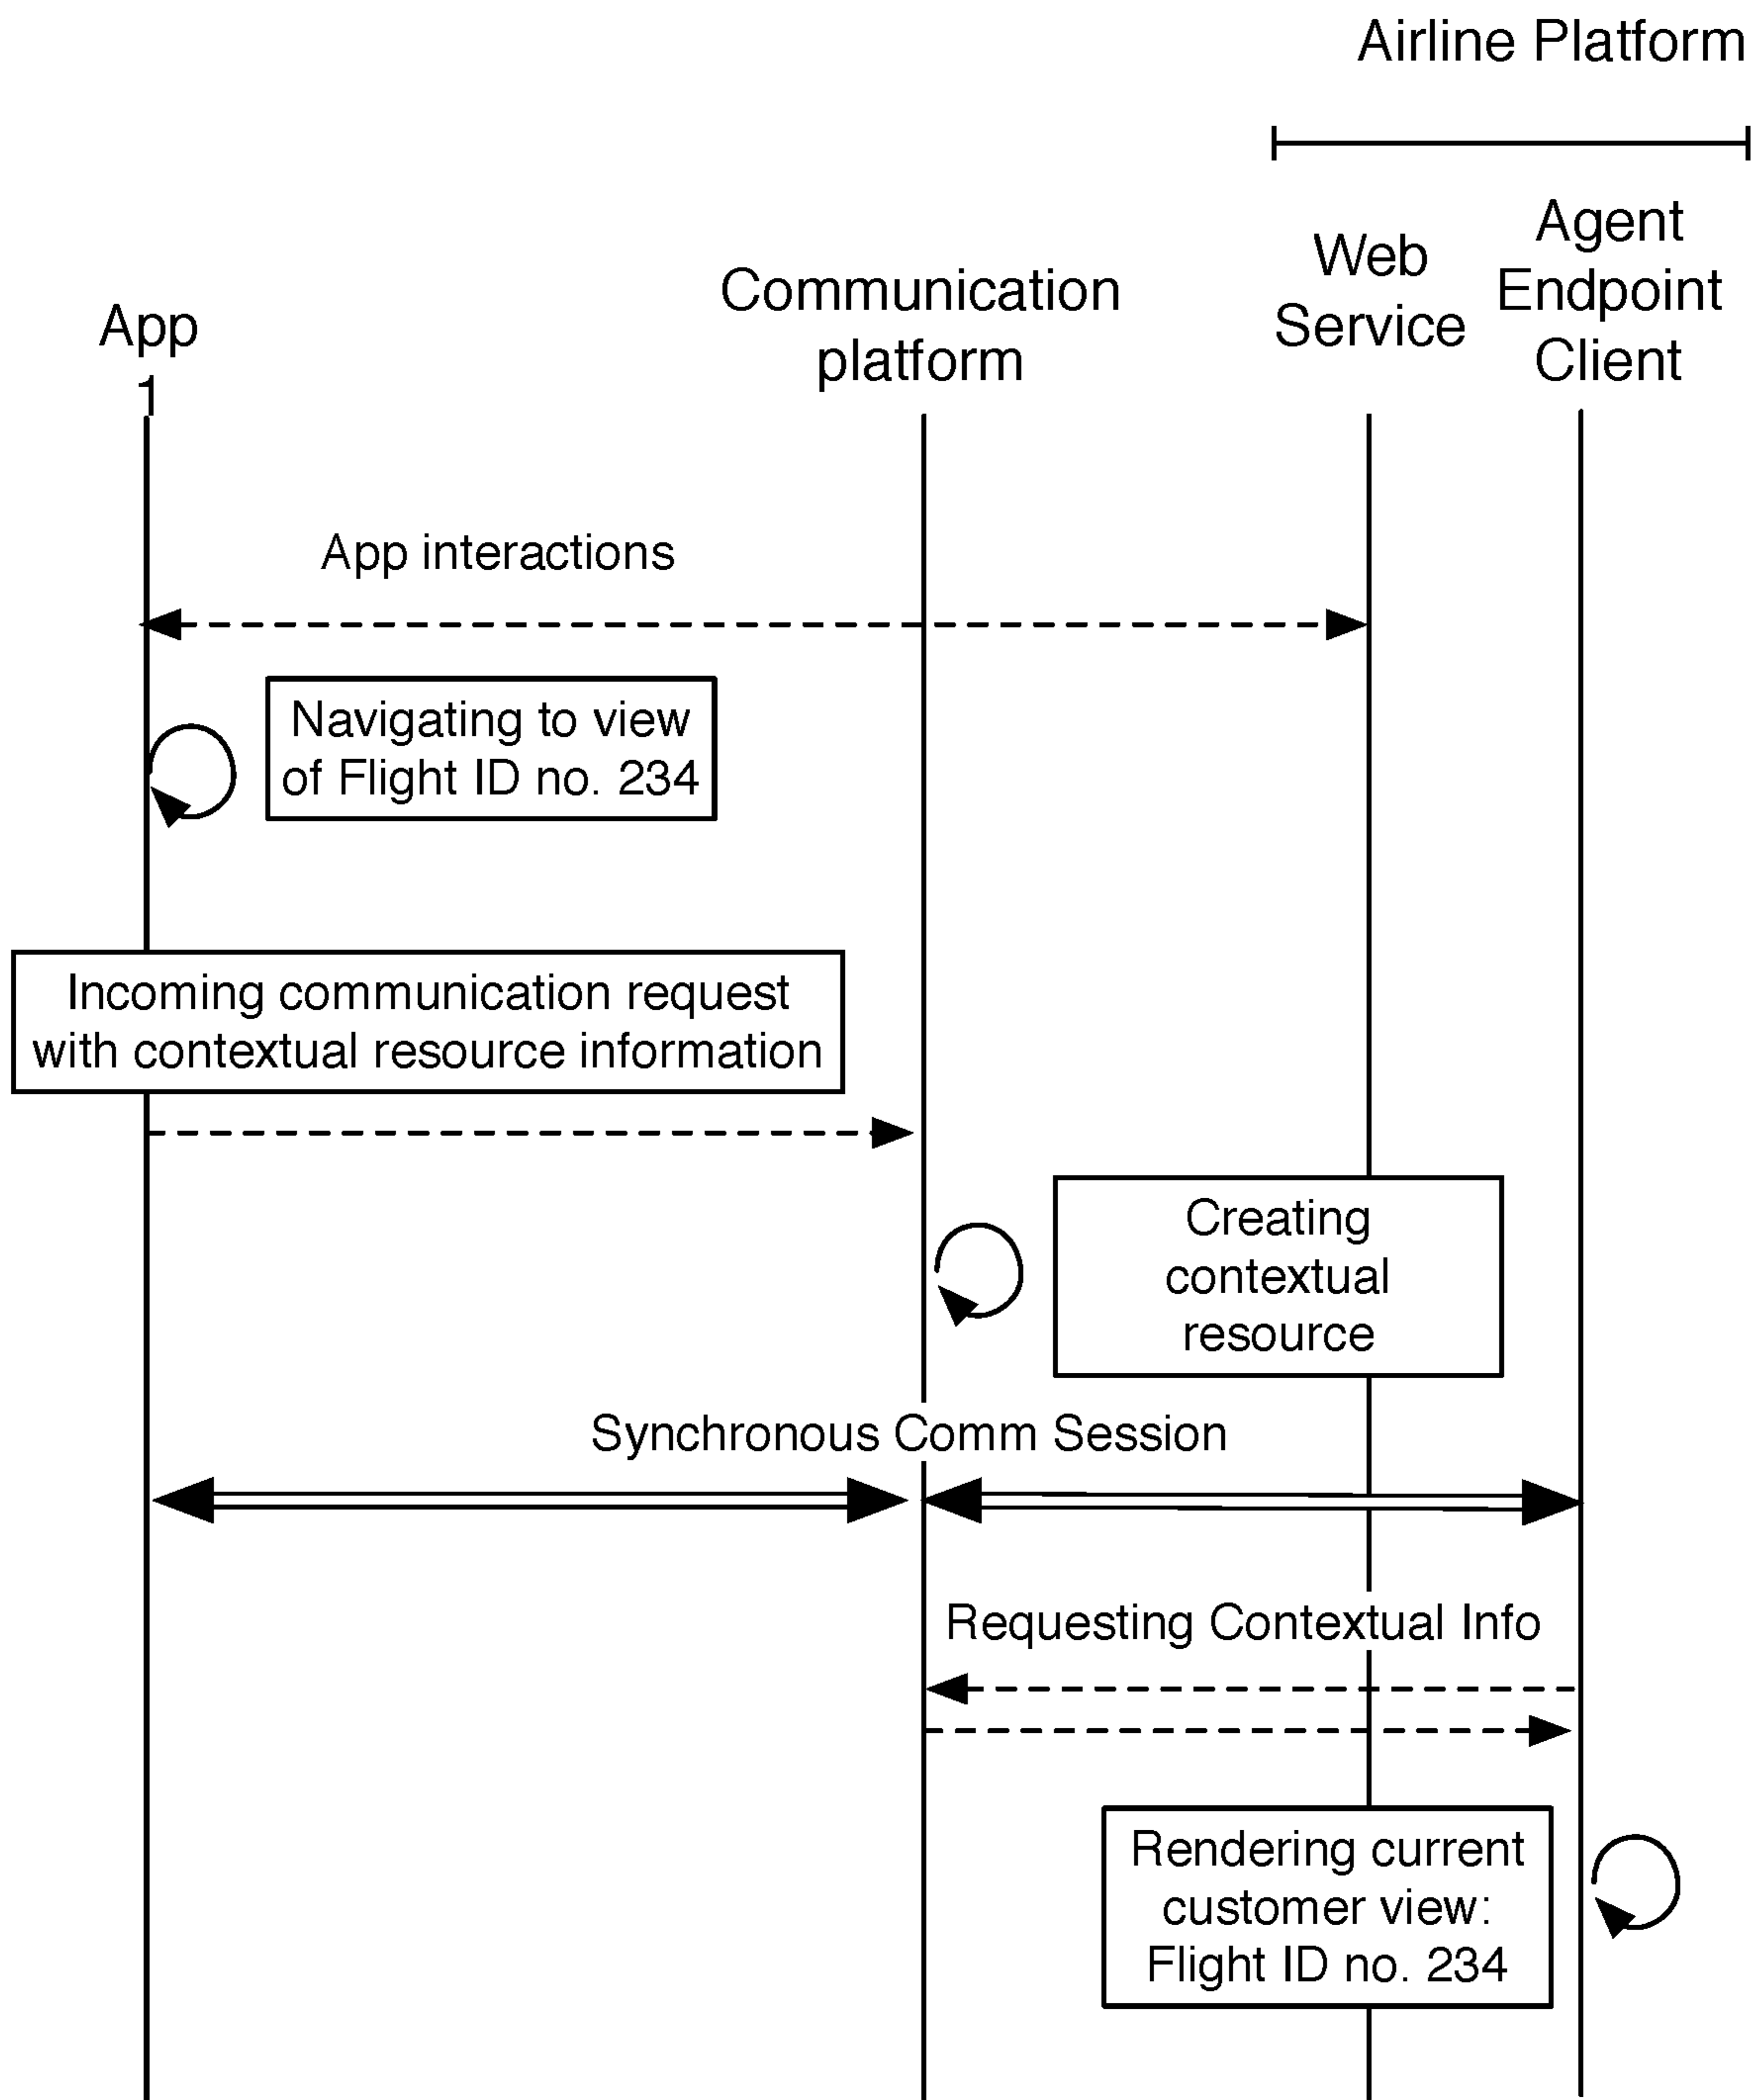 Airline Platform
App
1
Communication
platform
Web
Service
Agent
Endpoint
Client
App interactions
Navigating to view
of Flight ID no. 234
Incoming communication request
with contextual resource information
Creating
contextual
resource
Synchronous Comm Session
Requesting Contextual Info
Rendering current
customer view:
Flight ID no. 234